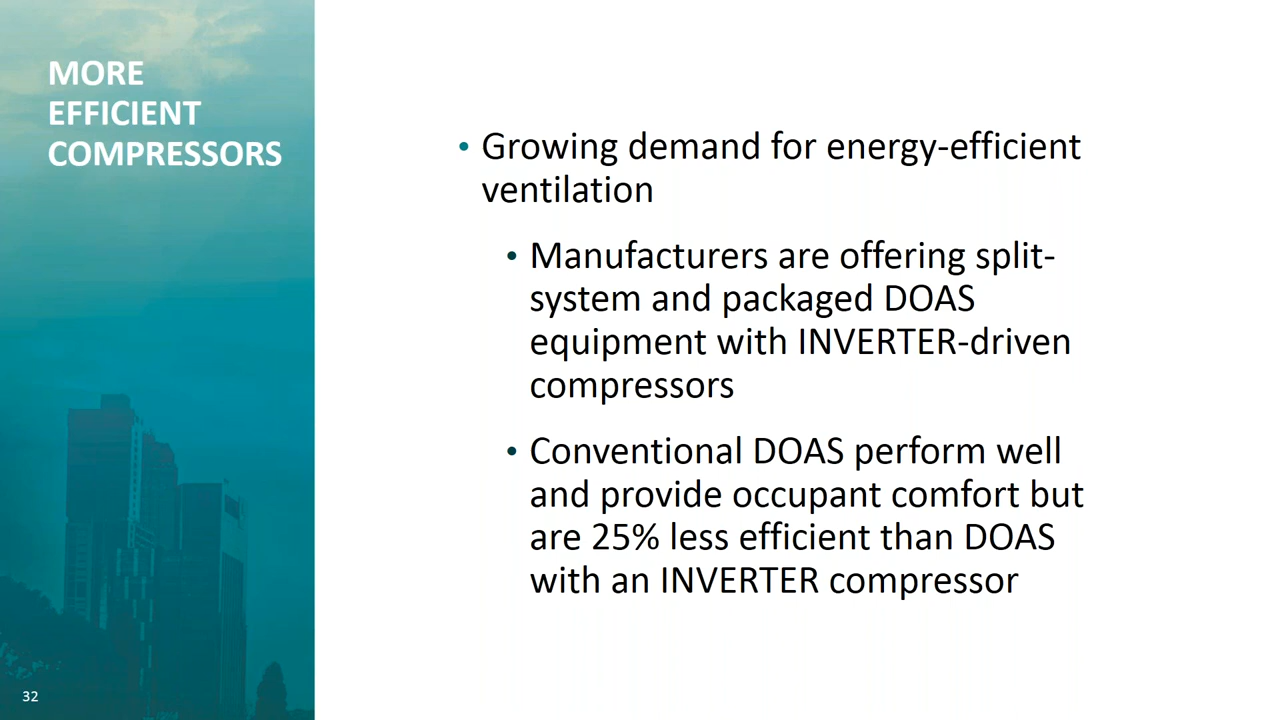 MORE
EFFICIENT
COMPRESSORS
• Growing demand for energy-efficient
ventilation
• Manufacturers are offering split-
system and packaged DOAS
equipment with INVERTER-driven
compressors
• Conventional DOAS perform well
and provide occupant comfort but
are 25% less efficient than DOAS
with an INVERTER compressor
32